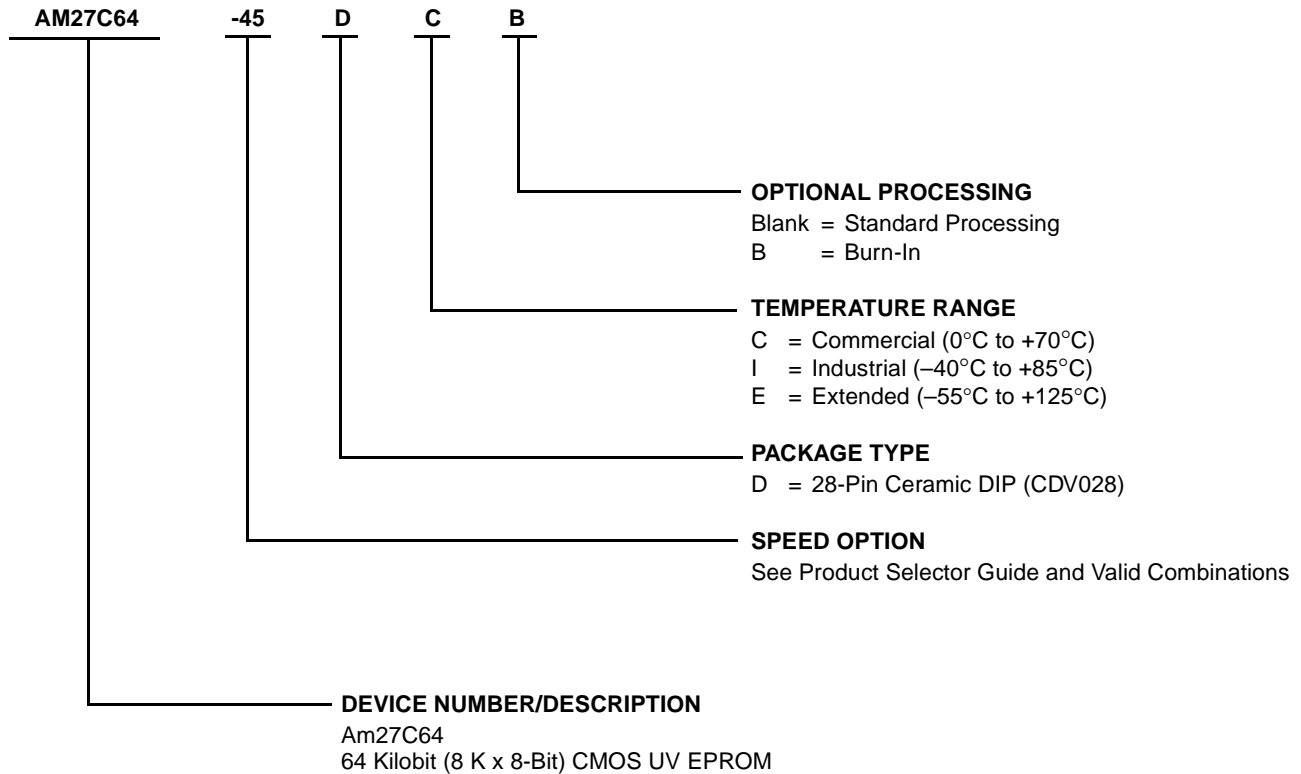 AM27C64 -45 D C B
OPTIONAL PROCESSING
Blank = Standard Processing
B = Burn-In
TEMPERATURE RANGE
C = Commercial (0°C to +70°C)
I = Industrial (–40°C to +85°C)
E = Extended (–55°C to +125°C)
PACKAGE TYPE
D = 28-Pin Ceramic DIP (CDV028)
SPEED OPTION
See Product Selector Guide and Valid Combinations
DEVICE NUMBER/DESCRIPTION
Am27C64
64 Kilobit (8 K x 8-Bit) CMOS UV EPROM